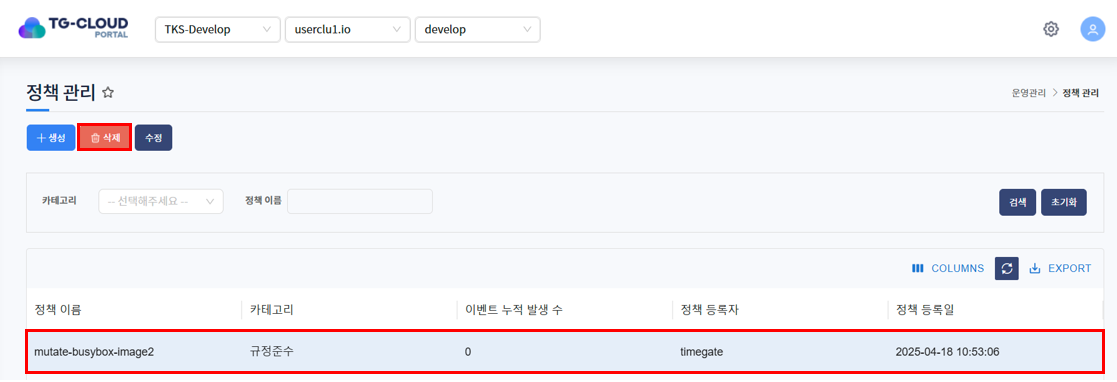 TG-CLOUD
PORTAL
TKS-Develop userclu1.io develop
정책 관리
운영관리 > 정책 관리
생성 삭제 수정
카테고리 -- 선택해주세요 -- 정책 이름 검색 초기화
COLUMNS EXPORT
정책 이름 카테고리 이벤트 누적 발생 수 정책 등록자 정책 등록일
mutate-busybox-image2 규정준수 0 timegate 2025-04-18 10:53:06